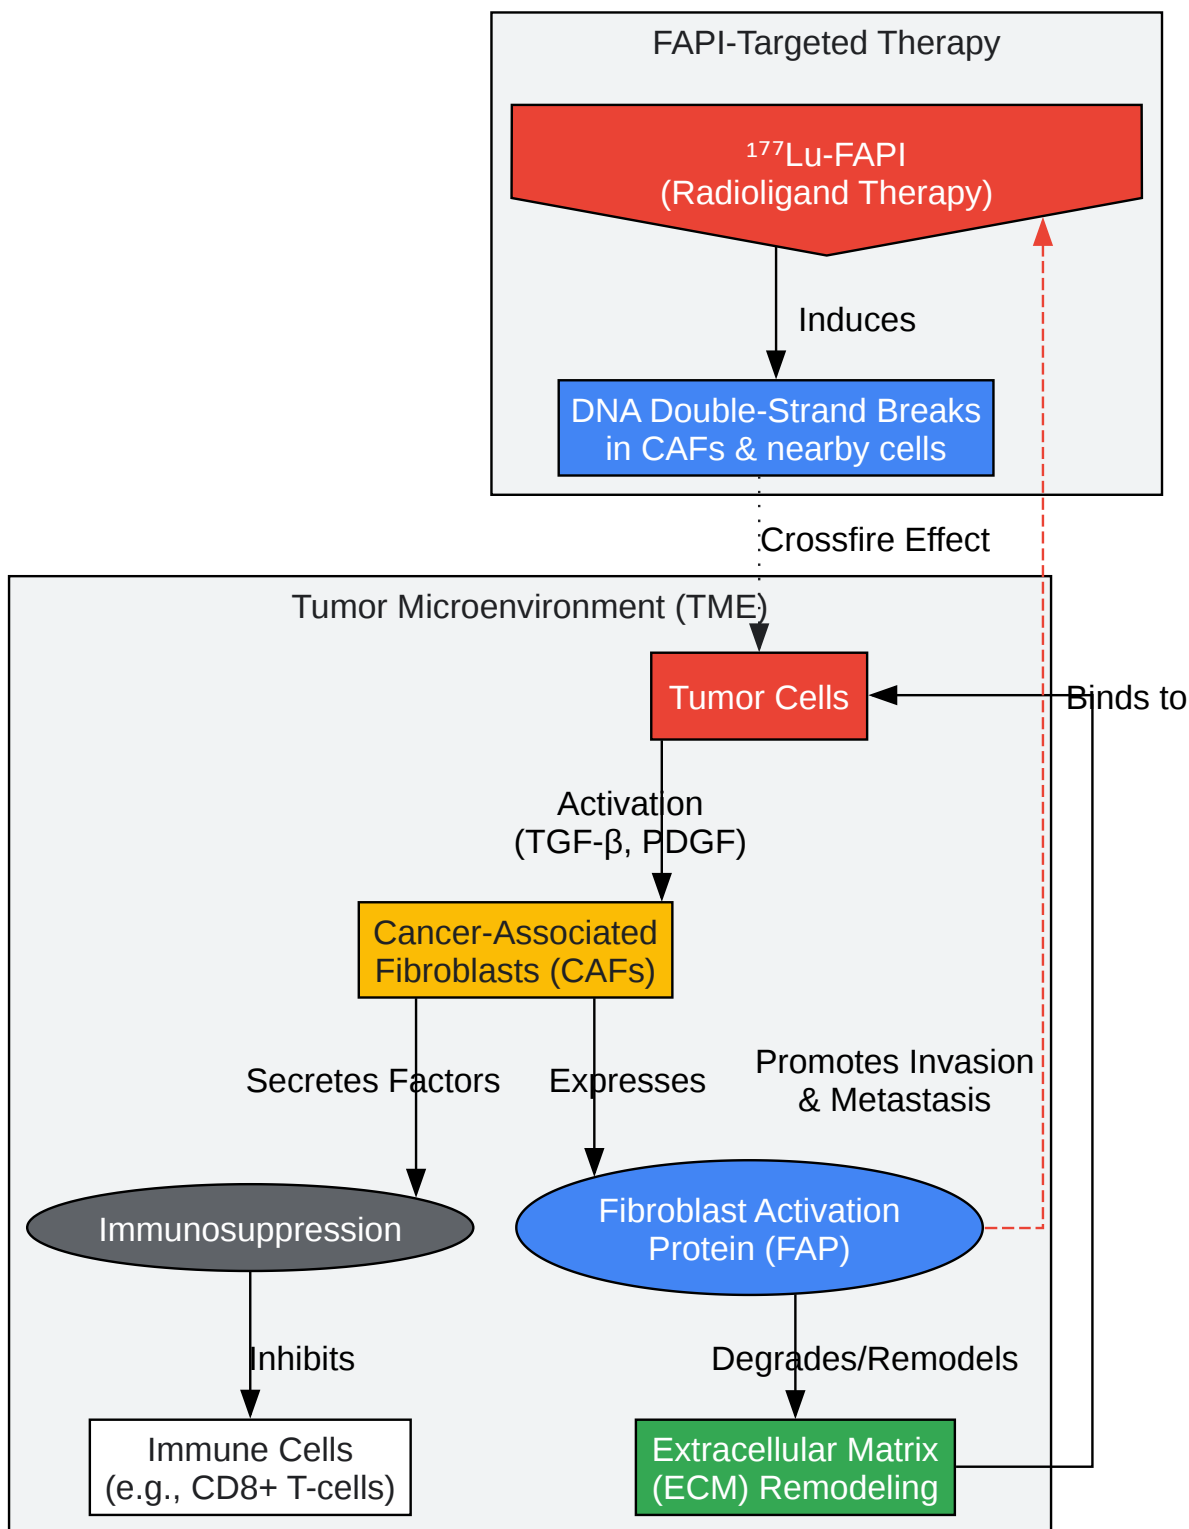 FAPI-Targeted Therapy
¹⁷⁷Lu-FAPI
(Radioligand Therapy)
Induces
DNA Double-Strand Breaks
in CAFs & nearby cells
Crossfire Effect
Tumor Microenvironment (TME)
Tumor Cells
Binds to
Activation
(TGF-β, PDGF)
Cancer-Associated
Fibroblasts (CAFs)
Secretes Factors
Expresses
Promotes Invasion
& Metastasis
Immunosuppression
Fibroblast Activation
Protein (FAP)
Inhibits
Degrades/Remodels
Immune Cells
(e.g., CD8+ T-cells)
Extracellular Matrix
(ECM) Remodeling